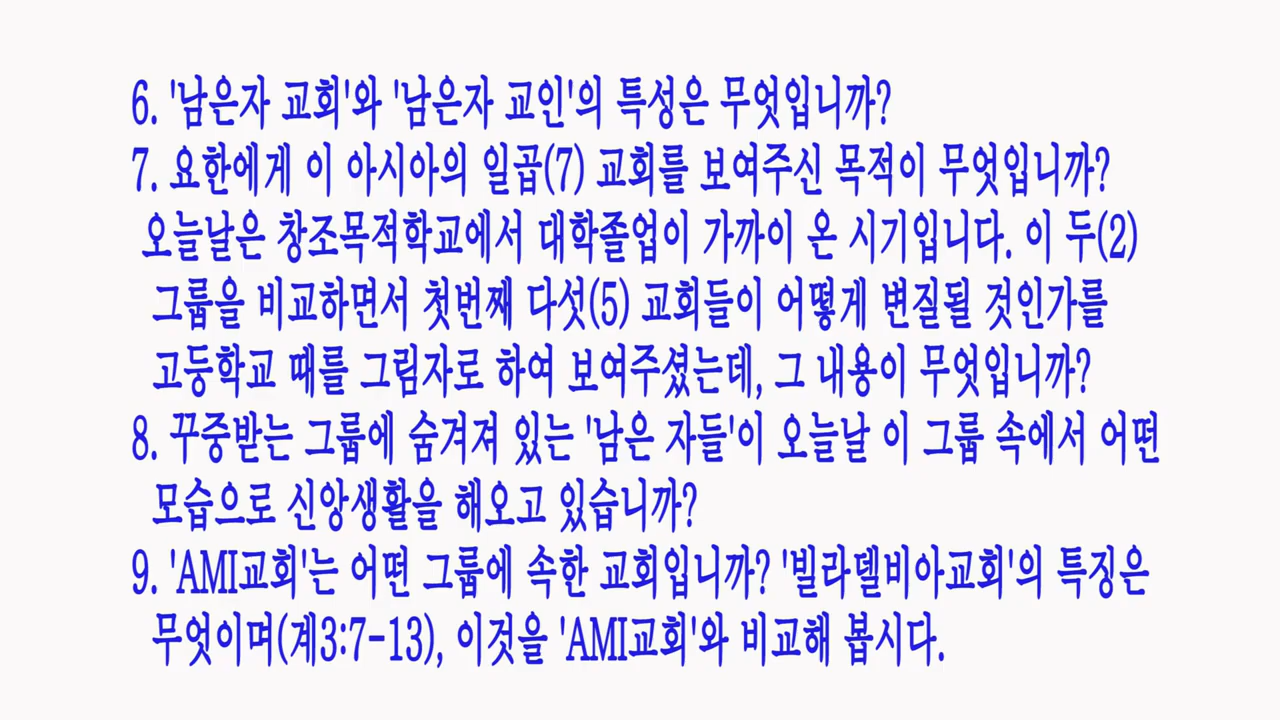 6. '남은자 교회'와 '남은자 교인'의 특성은 무엇입니까?
7. 요한에게 이 아시아의 일곱(7) 교회를 보여주신 목적이 무엇입니까?
오늘날은 창조목적학교에서 대학졸업이 가까이 온 시기입니다. 이 두(2)
그룹을 비교하면서 첫번째 다섯(5) 교회들이 어떻게 변질될 것인가를
고등학교 때를 그림자로 하여 보여주셨는데, 그 내용이 무엇입니까?
8. 꾸중받는 그룹에 숨겨져 있는 '남은 자들'이 오늘날 이 그룹 속에서 어떤
모습으로 신앙생활을 해오고 있습니까?
9. 'AMI교회'는 어떤 그룹에 속한 교회입니까? '빌라델비아교회'의 특징은
무엇이며(계3:7-13), 이것을 'AMI교회'와 비교해 봅시다.